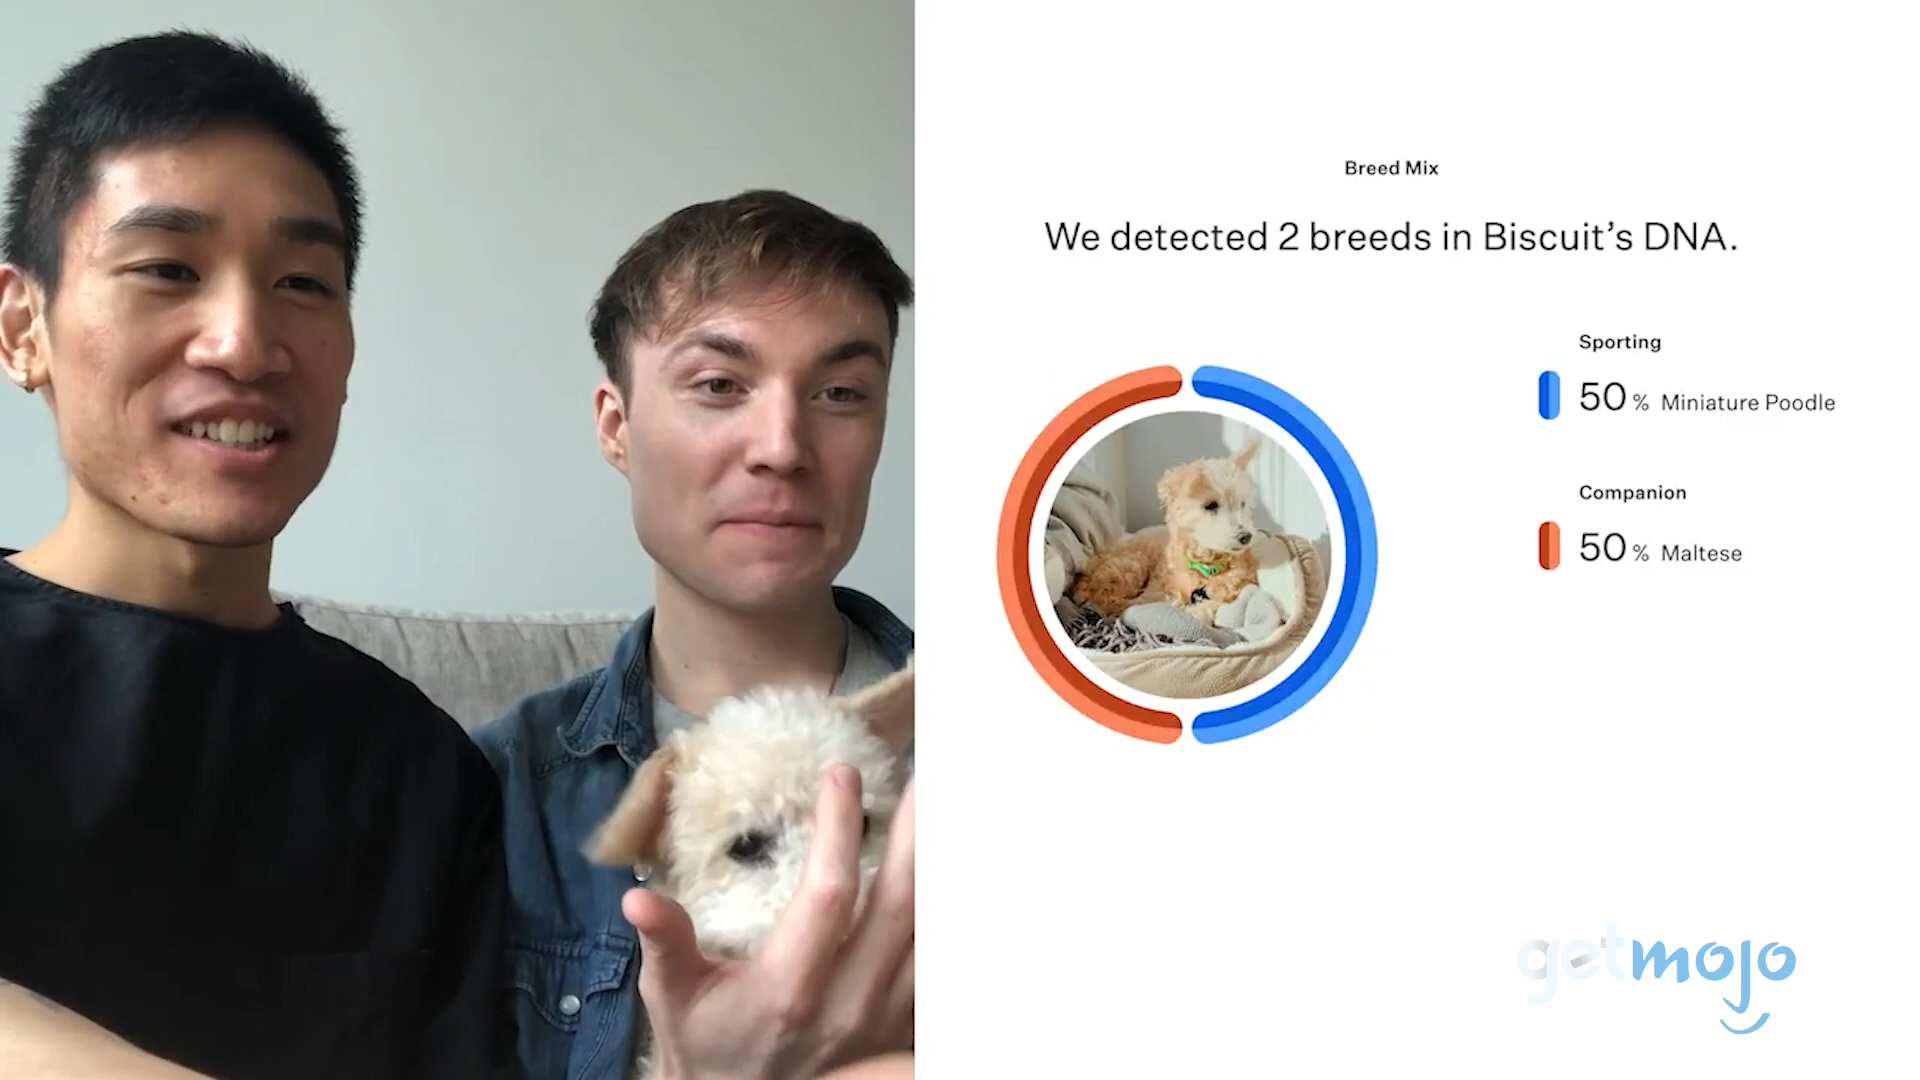 Breed Mix
We detected 2 breeds in Biscuit’s DNA.
Sporting
50 % Miniature Poodle
Companion
50 % Maltese
getmojo